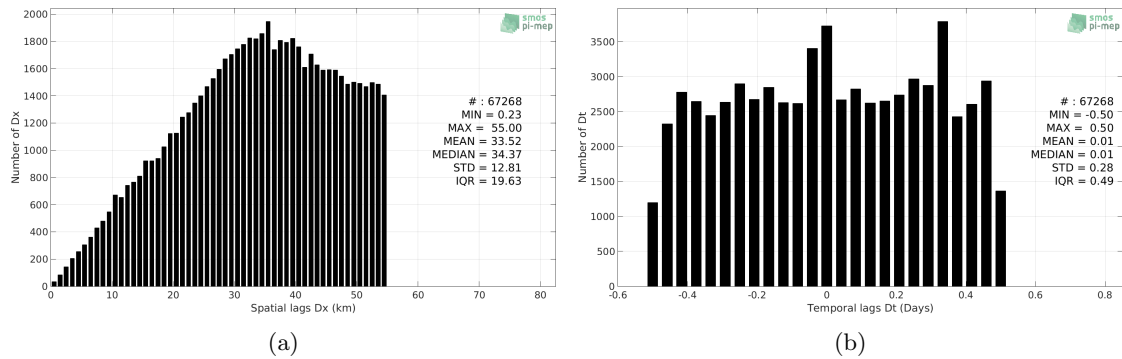 2000
1800
1600
1400
1200
1000
800
600
400
200
0
Number of Dx
0 10 20 30 40 50 60 70 80
Spatial lags Dx (km)
smos
pi-mep
# : 67268
MIN = 0.23
MAX = 55.00
MEAN = 33.52
MEDIAN = 34.37
STD = 12.81
IQR = 19.63
(a)
3500
3000
2500
2000
1500
1000
500
0
Number of Dt
-0.6 -0.4 -0.2 0 0.2 0.4 0.6 0.8
Temporal lags Dt (Days)
smos
pi-mep
# : 67268
MIN = -0.50
MAX = 0.50
MEAN = 0.01
MEDIAN = 0.01
STD = 0.28
IQR = 0.49
(b)